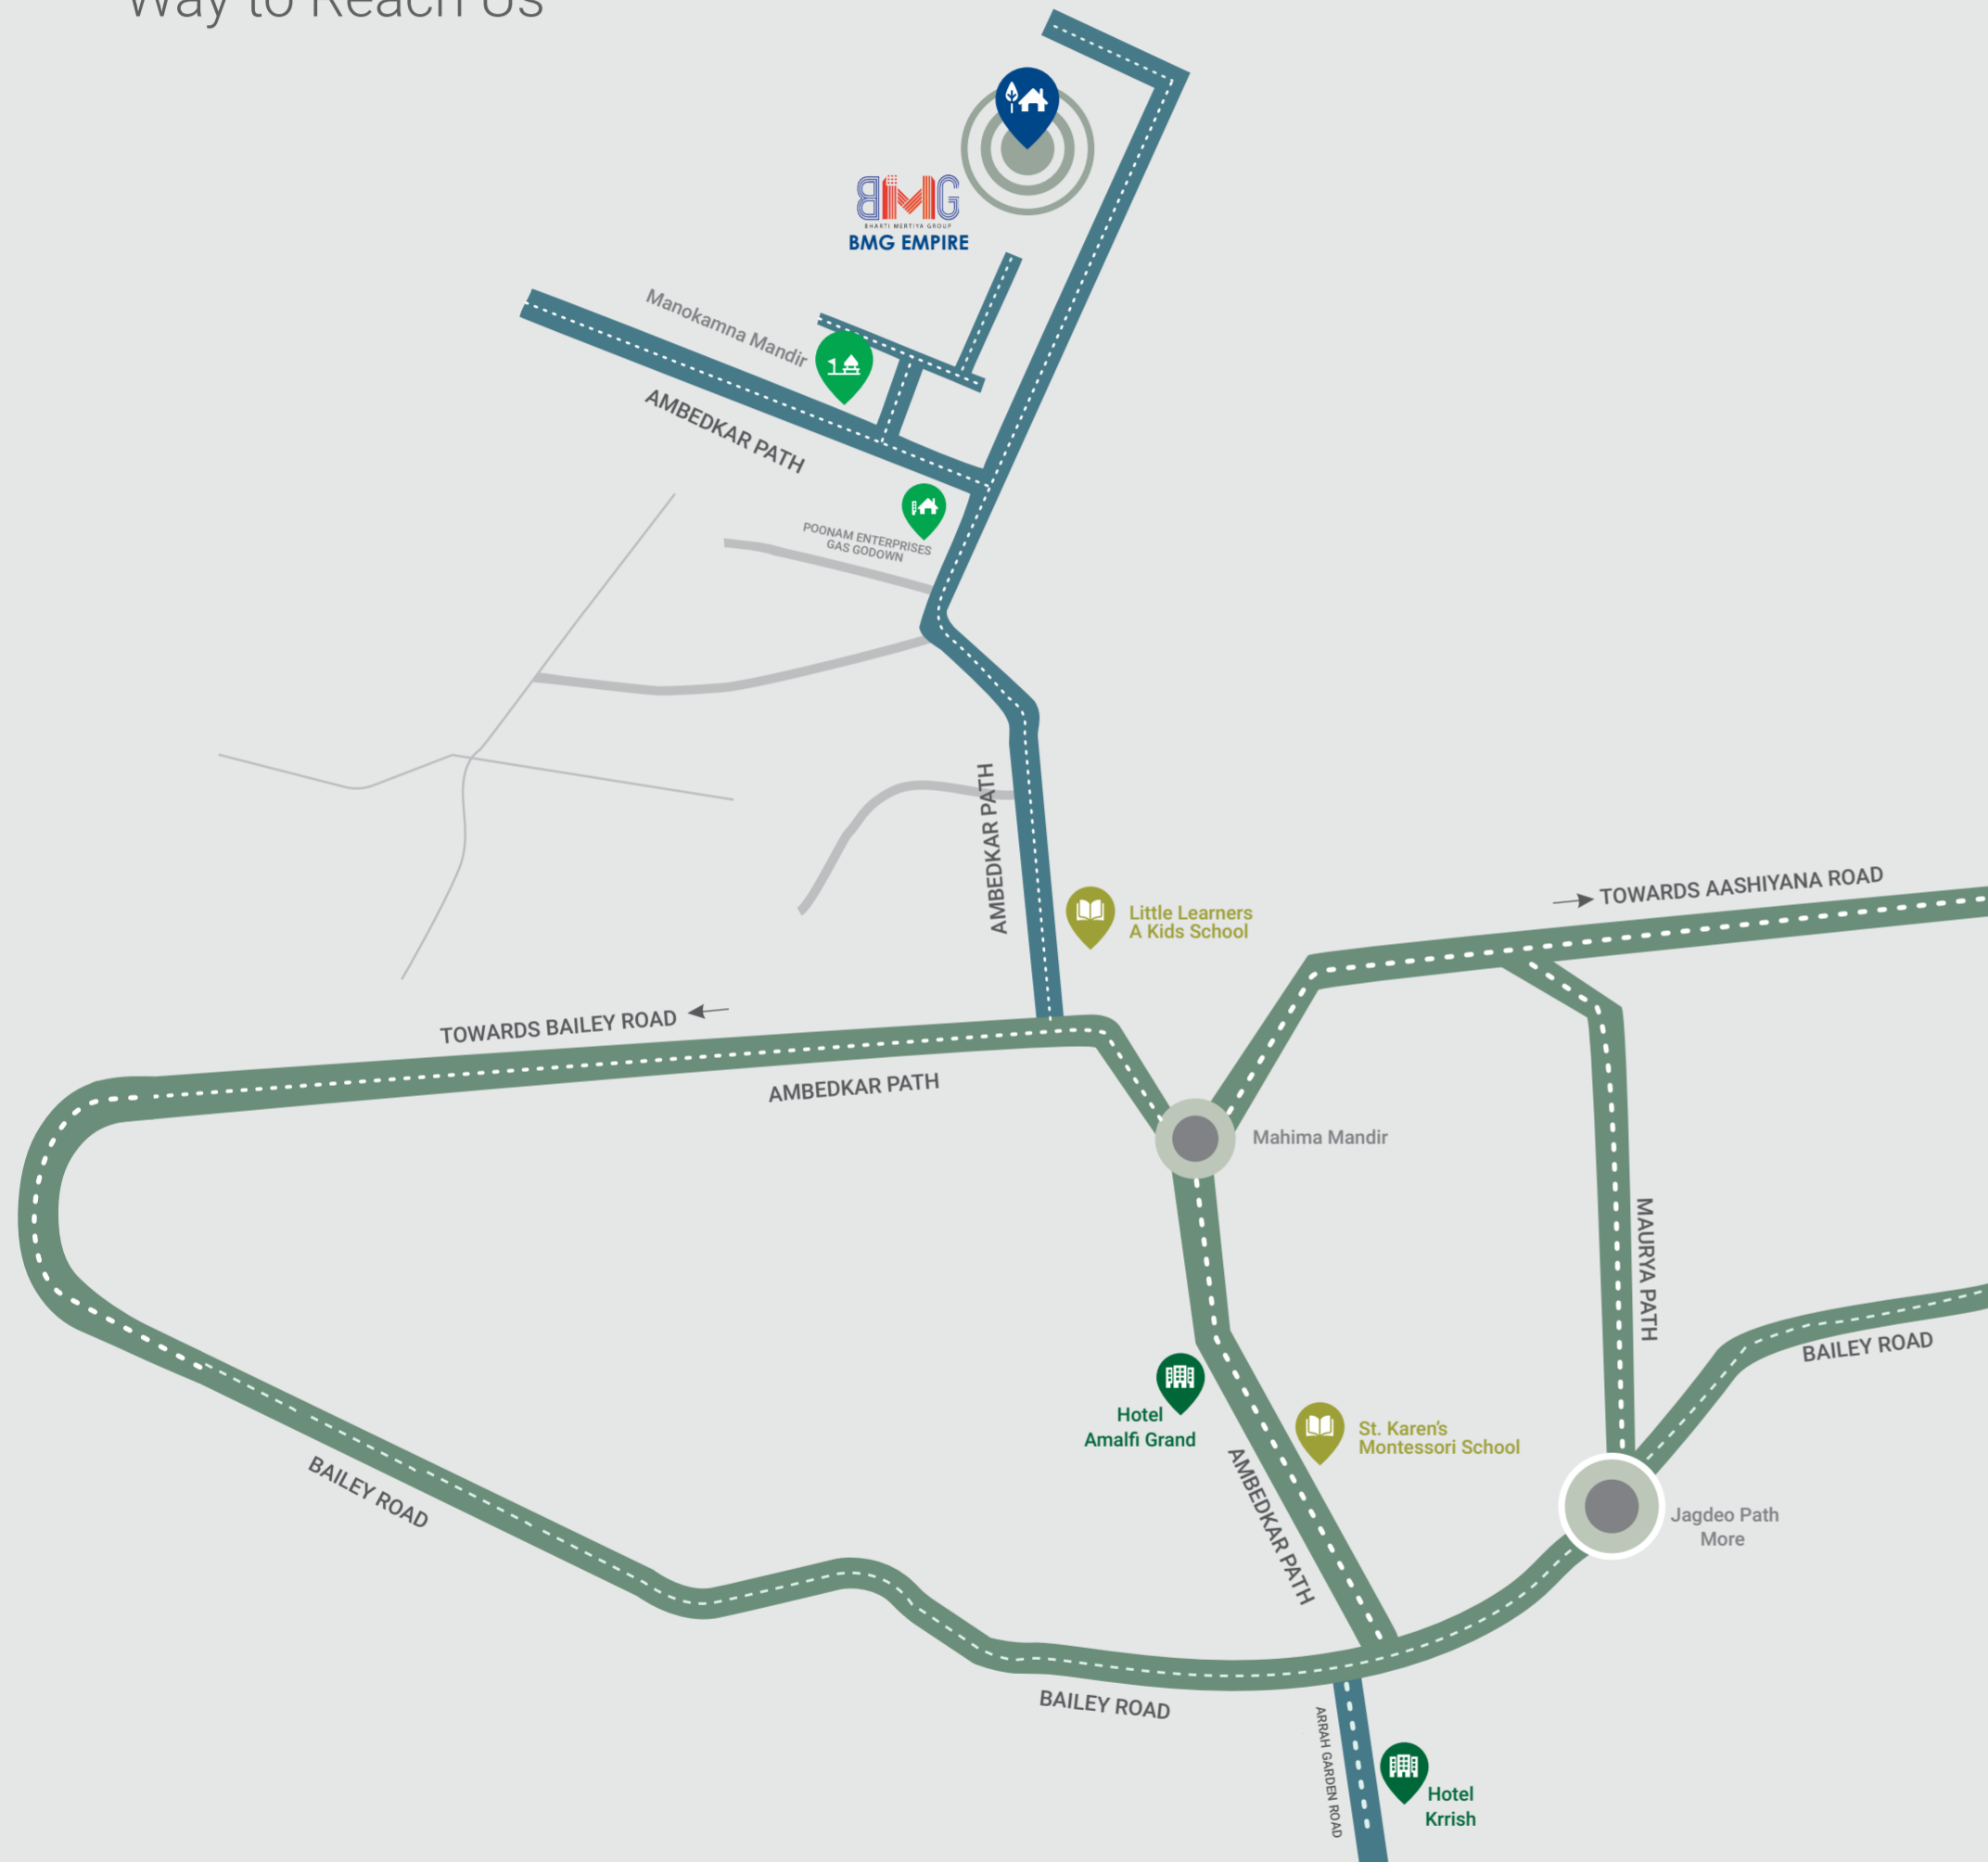 Way to Reach Us
BMG
BHARTI MERTIYA GROUP
BMG EMPIRE
Manokamna Mandir
AMBEDKAR PATH
POONAM ENTERPRISES
GAS GODOWN
AMBEDKAR PATH
Little Learners
A Kids School
TOWARDS AASHIYANA ROAD
TOWARDS BAILEY ROAD
AMBEDKAR PATH
Mahima Mandir
MAURYA PATH
BAILEY ROAD
Hotel
Amalfi Grand
St. Karen's
Montessori School
AMBEDKAR PATH
BAILEY ROAD
Jagdeo Path
More
BAILEY ROAD
ARRAH GARDEN ROAD
Hotel
Krrish